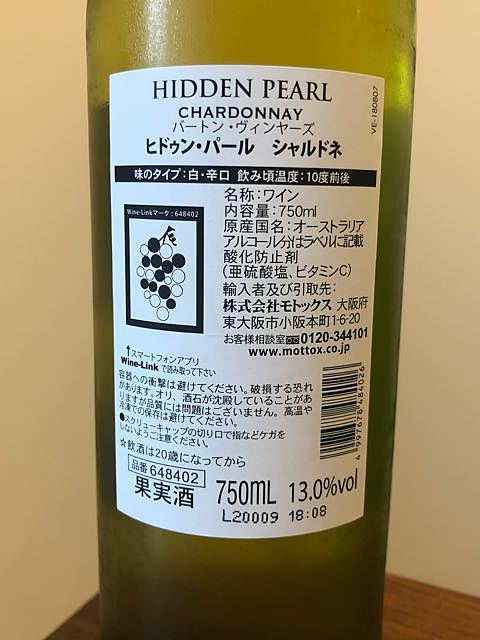 HIDDEN PEARL
CHARDONNAY
バートン・ヴィンヤーズ
ヒドゥン・パール シャルドネ
VE-180807
味のタイプ:白・辛口 飲み頃温度:10度前後
Wine-Linkマーク:648402
名称:ワイン
内容量:750ml
原産国名:オーストラリア
アルコール分はラベルに記載
酸化防止剤
(亜硫酸塩、ビタミンC)
輸入者及び引取先:
株式会社モトックス 大阪府
東大阪市小阪本町1-6-20
お客様相談室 0120-344101
www.mottox.co.jp
↑スマートフォンアプリ
Wine-Linkで読み取って下さい
容器への衝撃は避けてください。破損する恐れ
があります。オリ、酒石が沈殿していることがあ
りますが品質には問題はございません。高温や
冷凍での保存は避けてください。
●スクリューキャップの切り口で指などケガを
しないようご注意ください。
4997678484026
☆飲酒は20歳になってから
品番 648402
果実酒 750ML 13.0%vol
L20009 18:08